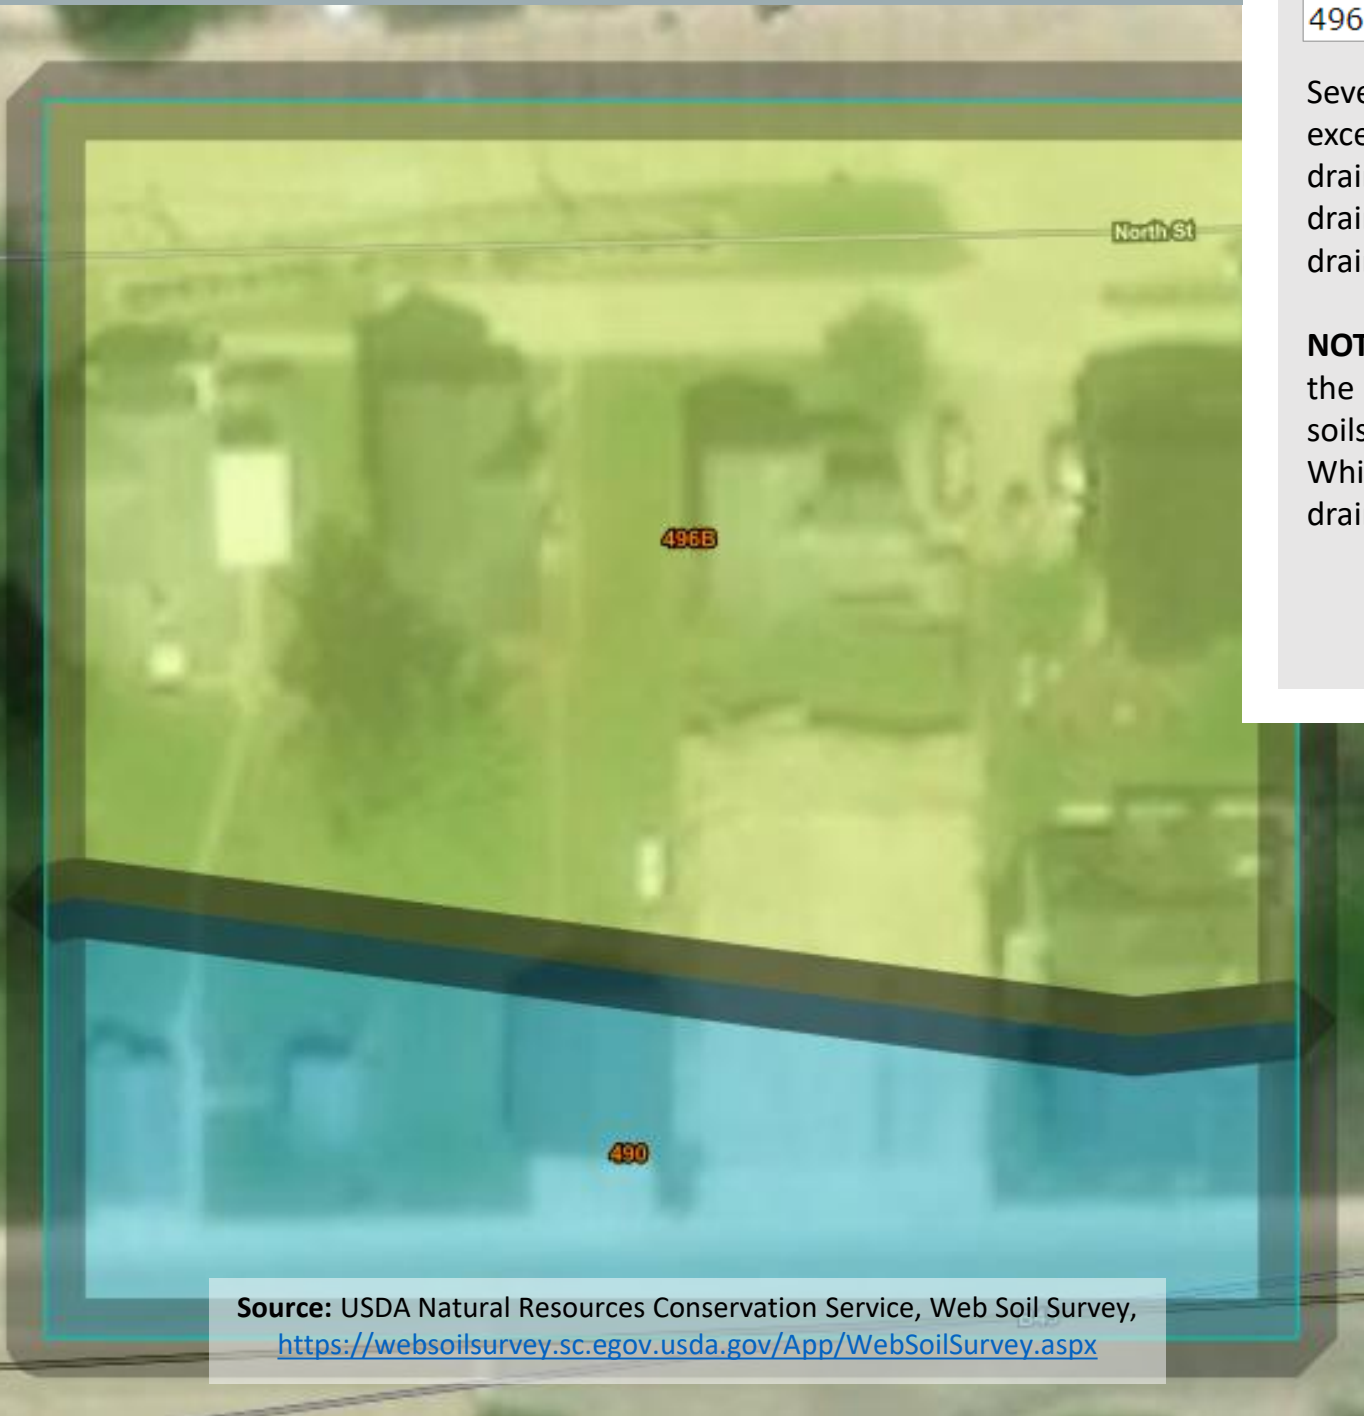 496
Seve
exce
drai
drai
drai
NOT
the
soils
Whi
drai
North St
496B
490
Source: USDA Natural Resources Conservation Service, Web Soil Survey,
https://websoilsurvey.sc.egov.usda.gov/App/WebSoilSurvey.aspx